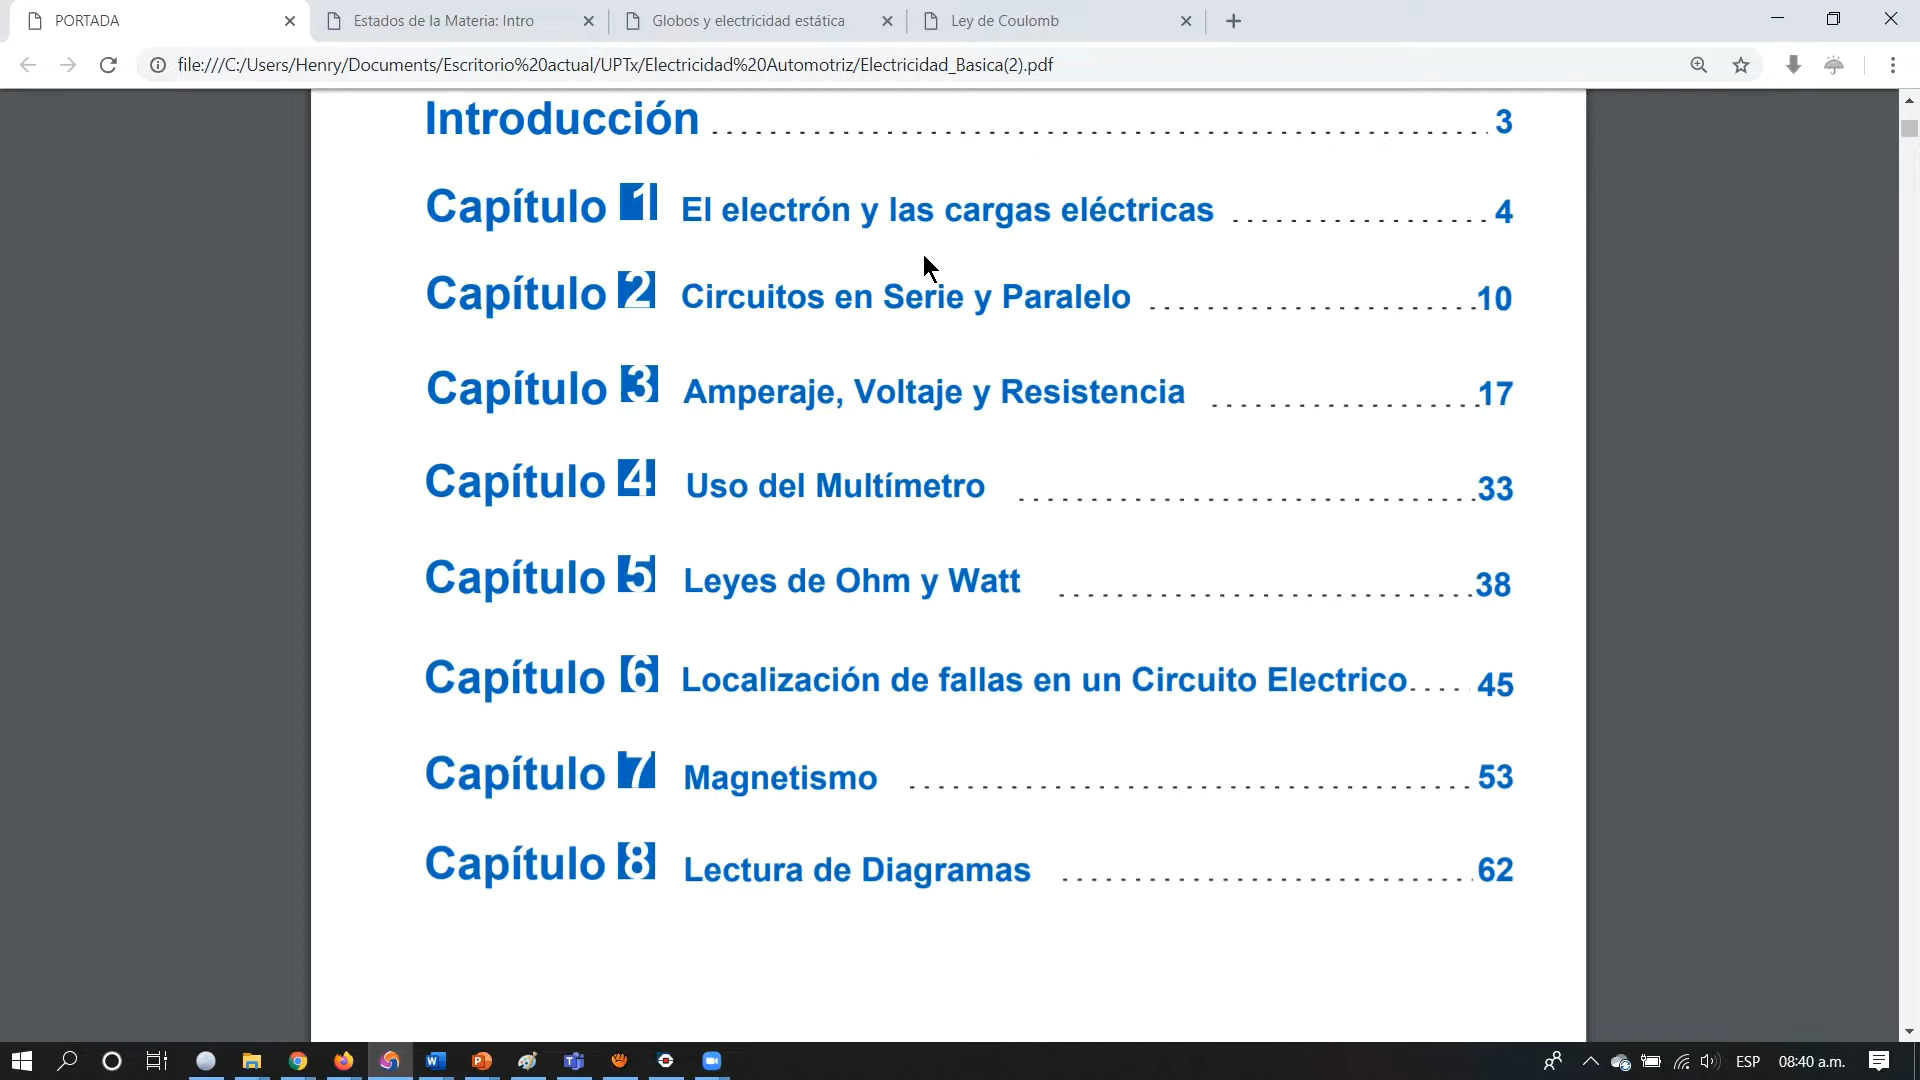 PORTADA
Estados de la Materia: Intro
Globos y electricidad estática
Ley de Coulomb
file:///C:/Users/Henry/Documents/Escritorio%20actual/UPTx/Electricidad%20Automotriz/Electricidad_Basica(2).pdf
Introducción 3
Capítulo 1 El electrón y las cargas eléctricas 4
Capítulo 2 Circuitos en Serie y Paralelo 10
Capítulo 3 Amperaje, Voltaje y Resistencia 17
Capítulo 4 Uso del Multímetro 33
Capítulo 5 Leyes de Ohm y Watt 38
Capítulo 6 Localización de fallas en un Circuito Electrico 45
Capítulo 7 Magnetismo 53
Capítulo 8 Lectura de Diagramas 62
ESP 08:40 a.m.